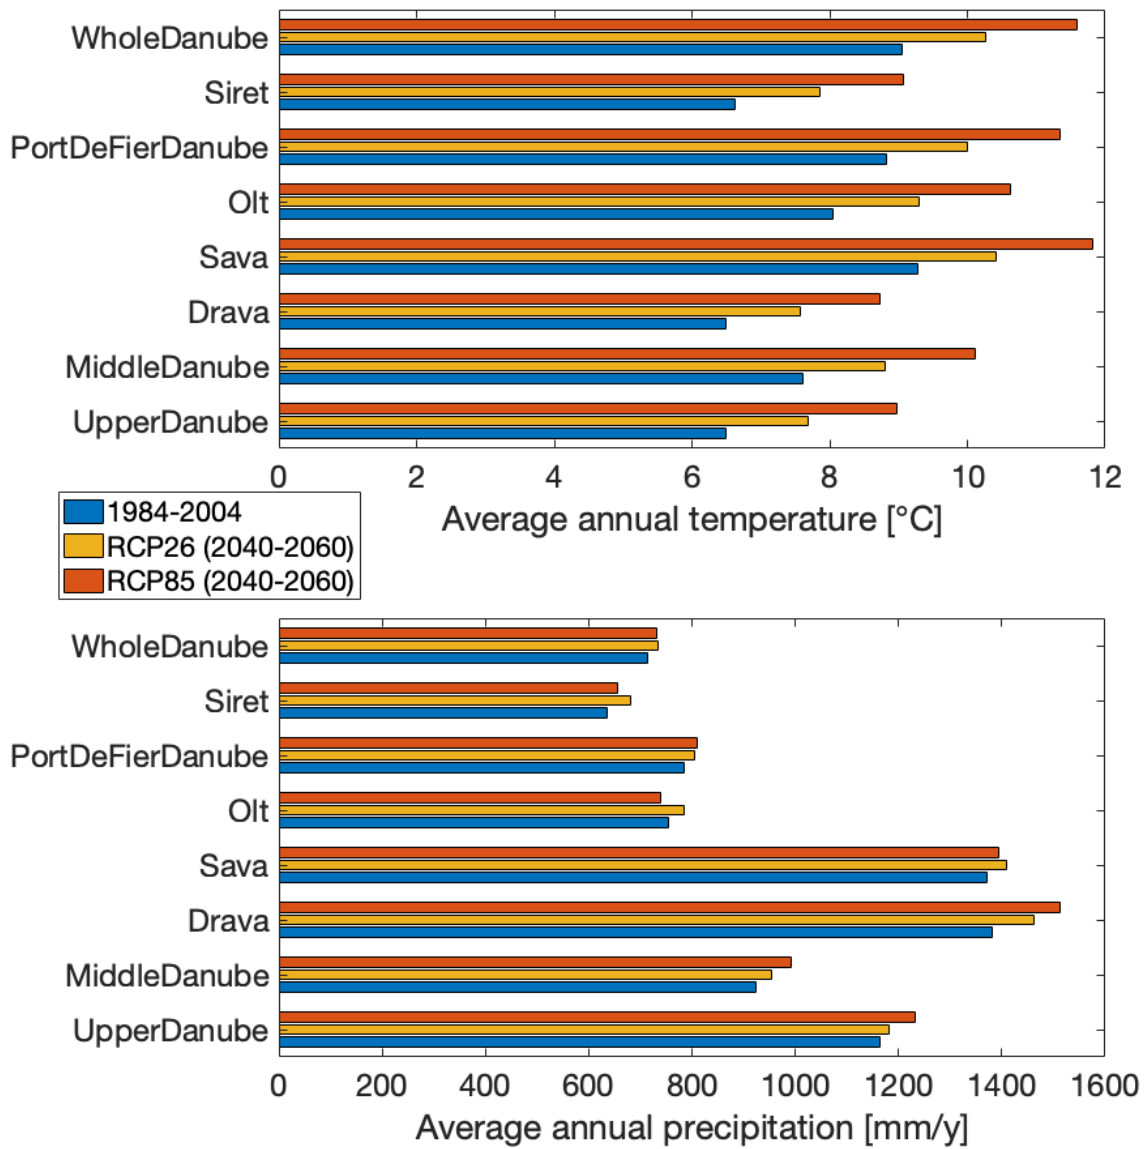 WholeDanube
Siret
PortDeFierDanube
Olt
Sava
Drava
MiddleDanube
UpperDanube
0 2 4 6 8 10 12
Average annual temperature [°C]
1984-2004
RCP26 (2040-2060)
RCP85 (2040-2060)
WholeDanube
Siret
PortDeFierDanube
Olt
Sava
Drava
MiddleDanube
UpperDanube
0 200 400 600 800 1000 1200 1400 1600
Average annual precipitation [mm/y]